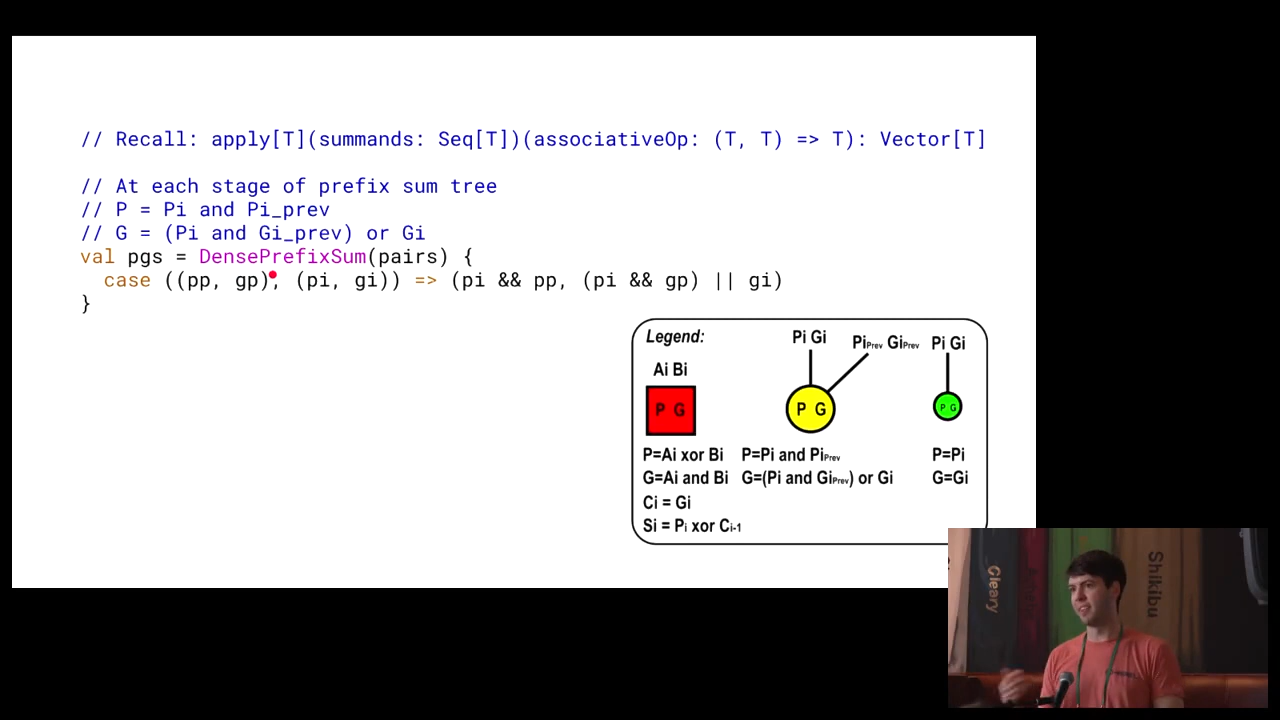 // Recall: apply[T](summands: Seq[T])(associativeOp: (T, T) => T): Vector[T]
// At each stage of prefix sum tree
// P = Pi and Pi_prev
// G = (Pi and Gi_prev) or Gi
val pgs = DensePrefixSum(pairs) {
case ((pp, gp), (pi, gi)) => (pi && pp, (pi && gp) || gi)
}
Legend:
Ai Bi
P G
P=Ai xor Bi
G=Ai and Bi
Ci = Gi
Si = Pi xor Ci-1
Pi Gi
PiPrev GiPrev
P G
P=Pi and PiPrev
G=(Pi and GiPrev) or Gi
Pi Gi
P G
P=Pi
G=Gi
Cleary
Shikibu